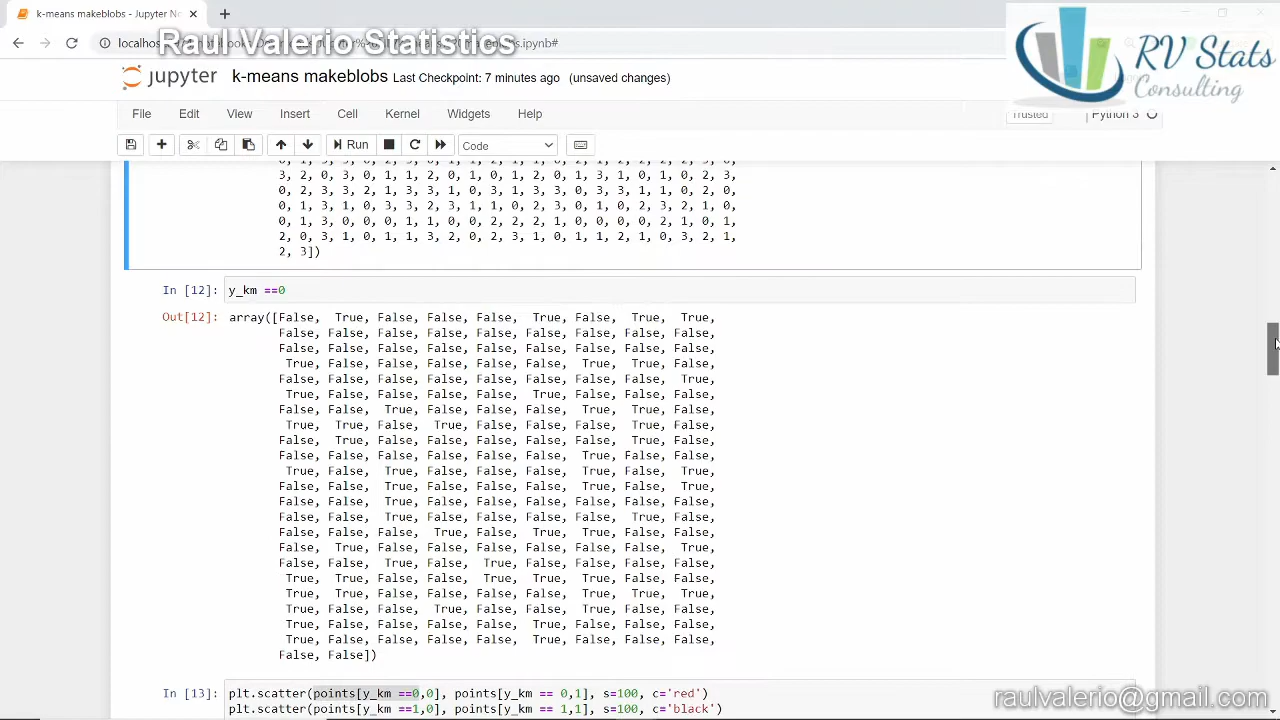 k-means makeblobs - Jupyter No
localhos
Raul Valerio Statistics
ynb#
RV Stats
Consulting
jupyter k-means makeblobs Last Checkpoint: 7 minutes ago (unsaved changes)
File Edit View Insert Cell Kernel Widgets Help
Trusted Python 3
Run Code
3, 2, 0, 3, 0, 1, 1, 2, 0, 1, 0, 1, 2, 0, 1, 3, 1, 0, 1, 0, 2, 3,
0, 2, 3, 3, 2, 1, 3, 3, 1, 0, 3, 1, 3, 3, 0, 3, 3, 1, 1, 0, 2, 0,
0, 1, 3, 1, 0, 3, 3, 2, 3, 1, 1, 0, 2, 3, 0, 1, 0, 2, 3, 2, 1, 0,
0, 1, 3, 0, 0, 0, 1, 1, 0, 0, 2, 2, 2, 1, 0, 0, 0, 0, 2, 1, 0, 1,
2, 0, 3, 1, 0, 1, 1, 3, 2, 0, 2, 3, 1, 0, 1, 1, 2, 1, 0, 3, 2, 1,
2, 3])
In [12]: y_km ==0
Out[12]: array([False, True, False, False, False, True, False, True, True,
False, False, False, False, False, False, False, False, False,
False, False, False, False, False, False, False, False, False,
True, False, False, False, False, False, True, True, False,
False, False, False, False, False, False, False, False, True,
True, False, False, False, False, True, False, False, False,
False, False, True, False, False, False, True, True, False,
True, True, False, True, False, False, False, True, False,
False, True, False, False, False, False, False, True, False,
False, False, False, False, False, False, True, False, False,
True, False, True, False, False, False, True, False, True,
False, False, True, False, False, False, False, True, False,
False, False, True, False, False, False, False, False, False,
False, False, True, False, False, False, False, True, False,
False, False, False, True, False, True, True, False, False,
False, True, False, False, False, False, False, False, True,
False, False, True, False, True, True, False, False, False,
True, True, False, False, True, True, True, False, False,
True, True, False, False, False, True, True, False, False,
True, False, False, True, False, False, True, False, False,
True, False, False, False, False, True, False, True, False,
True, False, False, False, False, True, False, False, False,
False, False])
In [13]: plt.scatter(points[y_km ==0,0], points[y_km == 0,1], s=100, c='red')
plt.scatter(points[y_km ==1,0], points[y_km == 1,1], s=100, c='black')
raulvalerio@gmail.com